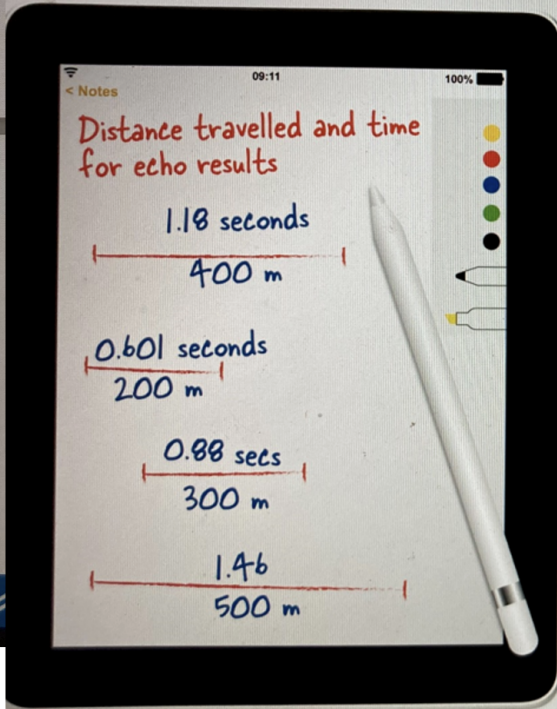 09:11
100%
< Notes
Distance travelled and time
for echo results
1.18 seconds
400 m
0.601 seconds
200 m
0.88 secs
300 m
1.46
500 m